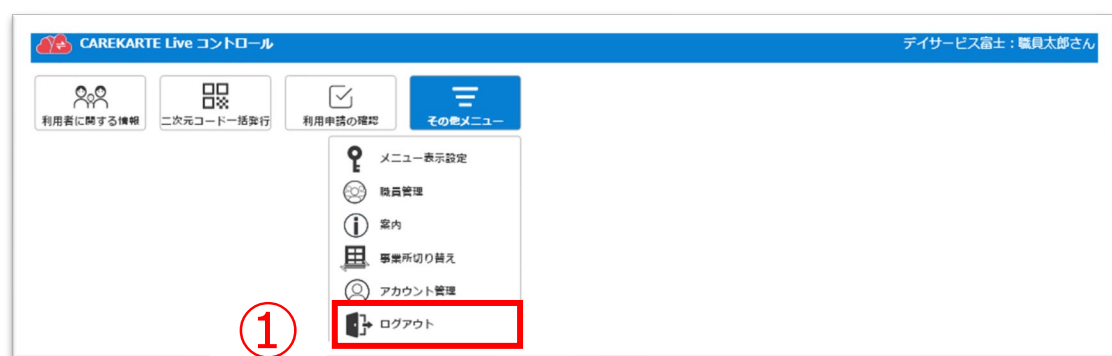 CAREKARTE Live コントロール
デイサービス富士：職員太郎さん
利用者に関する情報
二次元コード一括発行
利用申請の確認
その他メニュー
メニュー表示設定
職員管理
案内
事業所切り替え
アカウント管理
①
ログアウト